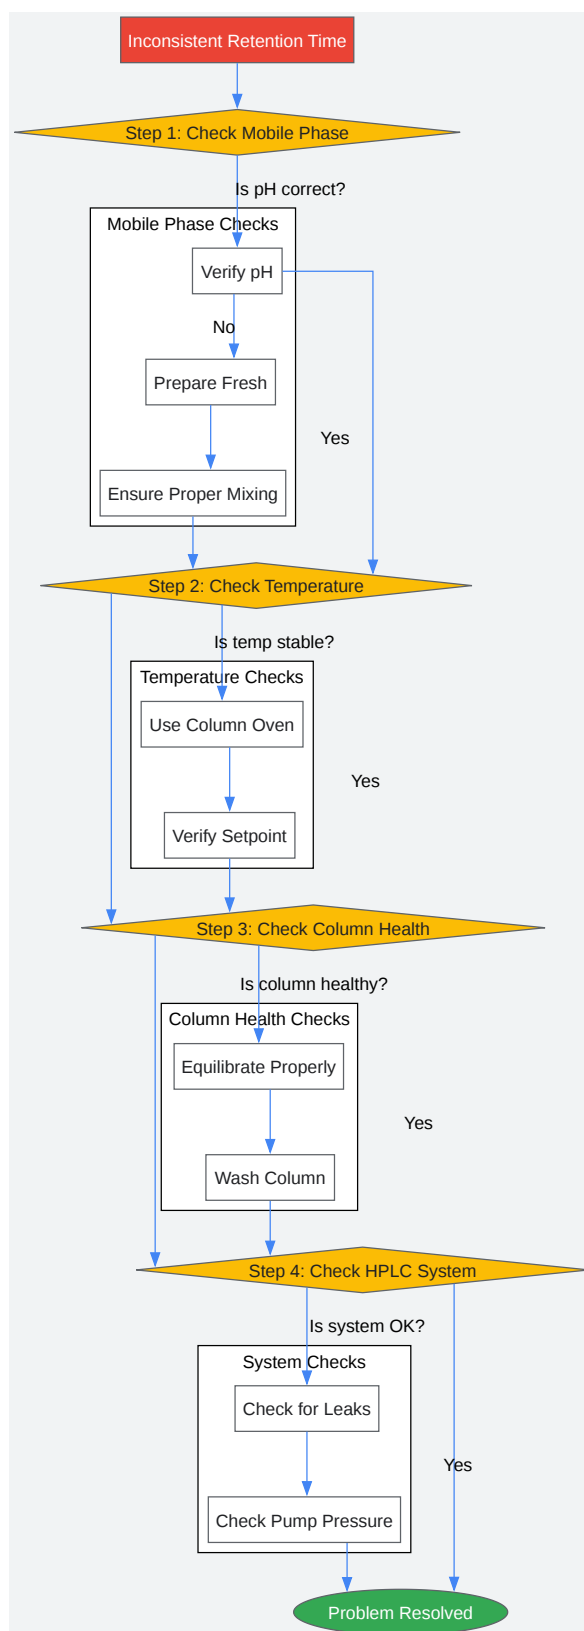 Inconsistent Retention Time
Step 1: Check Mobile Phase
Is pH correct?
Mobile Phase Checks
Verify pH
No
Prepare Fresh
Yes
Ensure Proper Mixing
Step 2: Check Temperature
Is temp stable?
Temperature Checks
Use Column Oven
Yes
Verify Setpoint
Step 3: Check Column Health
Is column healthy?
Column Health Checks
Equilibrate Properly
Yes
Wash Column
Step 4: Check HPLC System
Is system OK?
System Checks
Check for Leaks
Yes
Check Pump Pressure
Problem Resolved